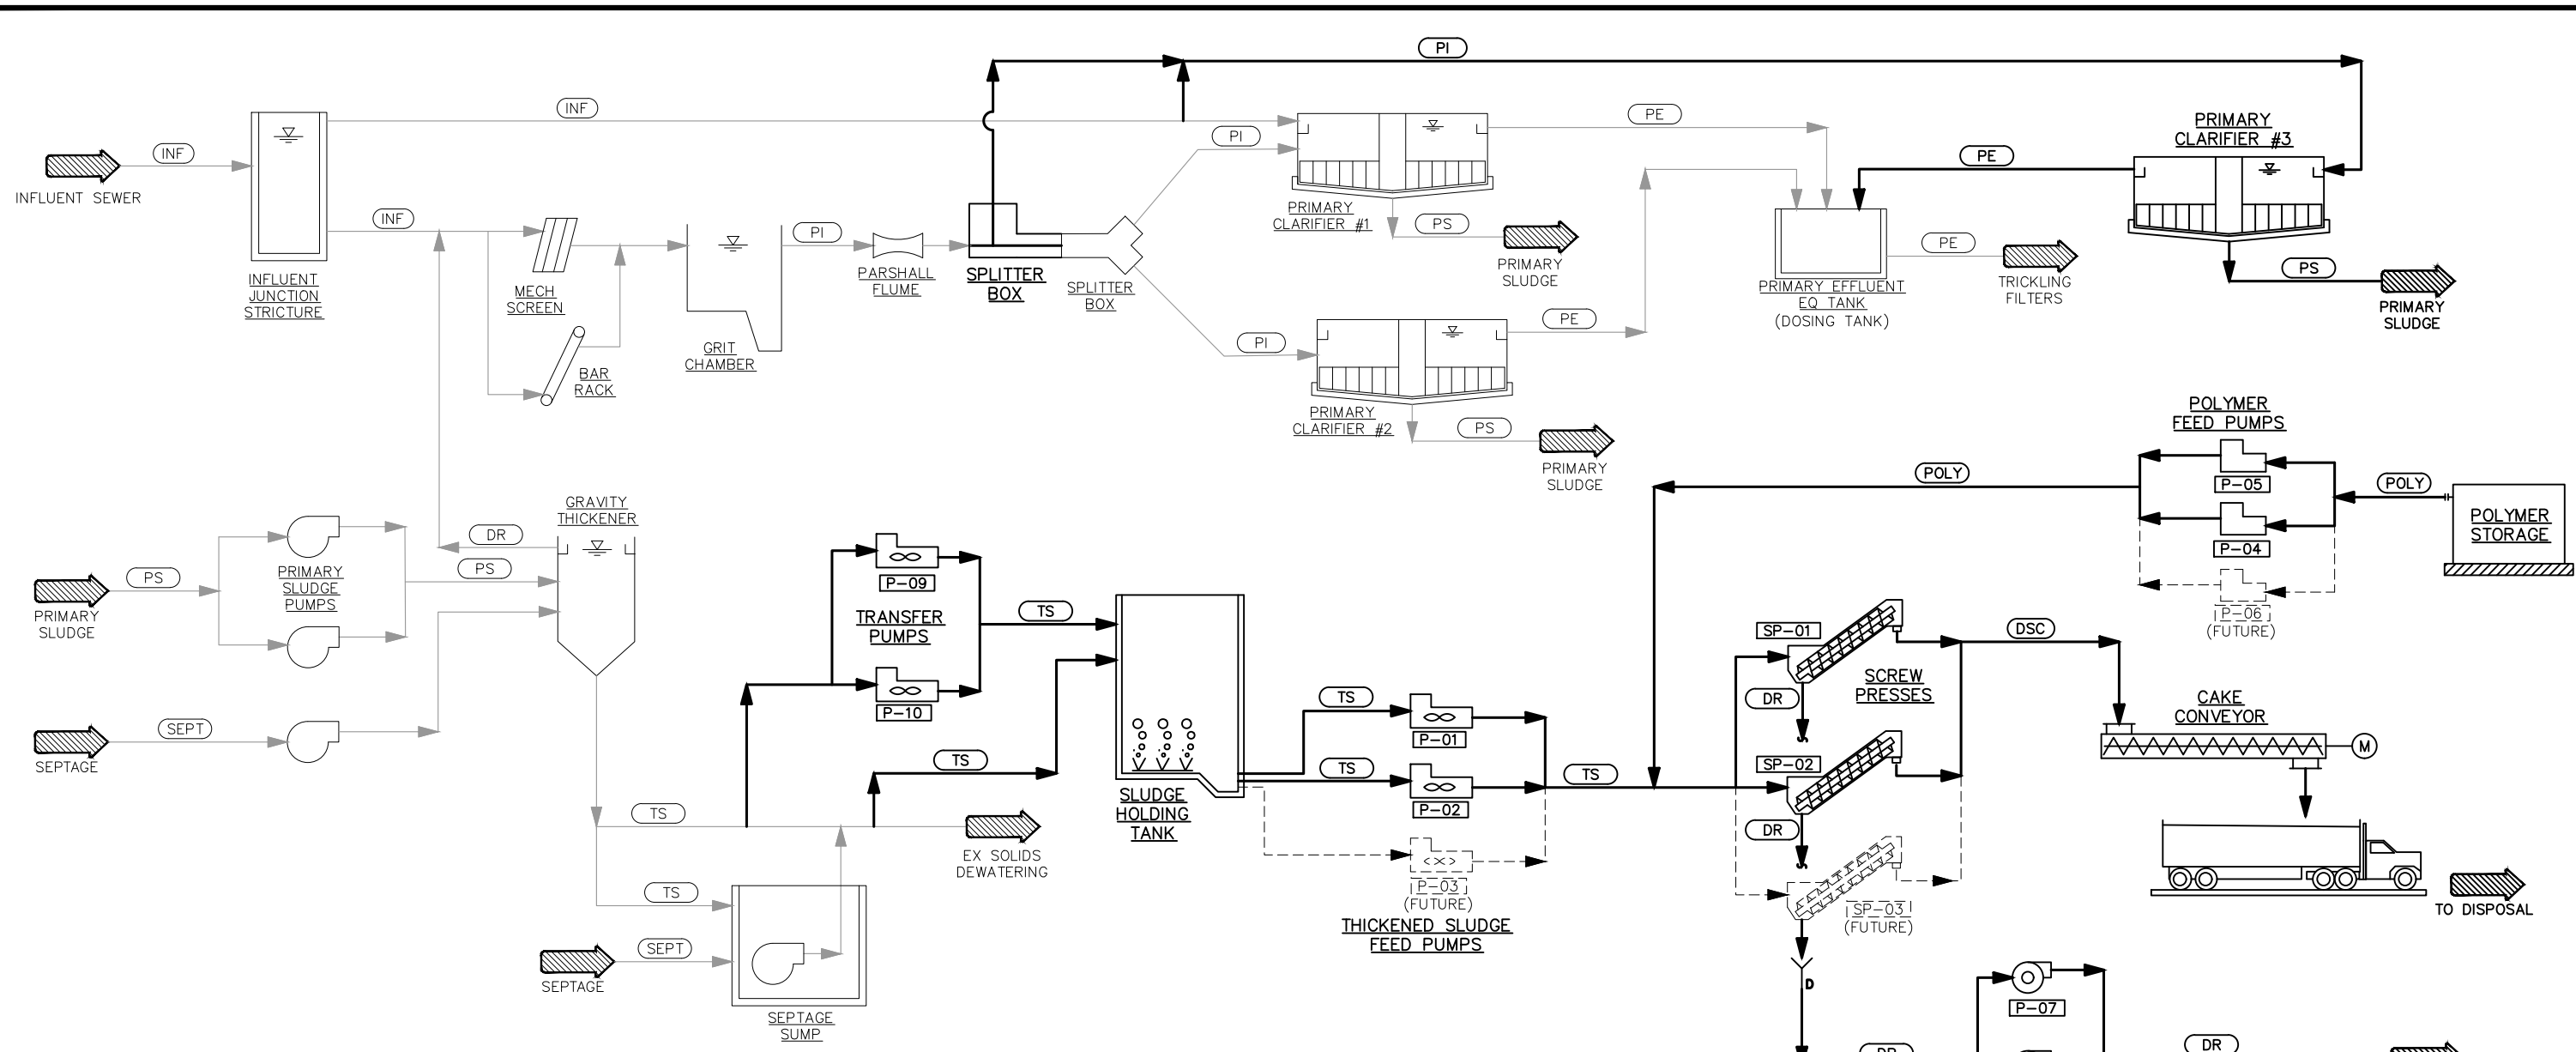 PI
INF
INF
INFLUENT SEWER
INF
INFLUENT
JUNCTION
STRICTURE
MECH
SCREEN
BAR
RACK
GRIT
CHAMBER
PI
PARSHALL
FLUME
SPLITTER
BOX
SPLITTER
BOX
PI
PI
PRIMARY
CLARIFIER #1
PS
PRIMARY
SLUDGE
PE
PRIMARY
CLARIFIER #2
PS
PRIMARY
SLUDGE
PE
PRIMARY EFFLUENT
EQ TANK
(DOSING TANK)
PE
TRICKLING
FILTERS
PE
PRIMARY
CLARIFIER #3
PS
PRIMARY
SLUDGE
PRIMARY
SLUDGE
PS
PRIMARY
SLUDGE
PUMPS
PS
DR
GRAVITY
THICKENER
SEPTAGE
SEPT
TS
TS
SEPTAGE
SEPT
SEPTAGE
SUMP
EX SOLIDS
DEWATERING
P-09
TRANSFER
PUMPS
P-10
TS
TS
SLUDGE
HOLDING
TANK
TS
P-01
TS
P-02
P-03
(FUTURE)
THICKENED SLUDGE
FEED PUMPS
TS
POLY
POLYMER
FEED PUMPS
P-05
P-04
P-06
(FUTURE)
POLY
POLYMER
STORAGE
SP-01
DR
SCREW
PRESSES
SP-02
DR
SP-03
(FUTURE)
DSC
CAKE
CONVEYOR
M
TO DISPOSAL
D
P-07
DR
DR